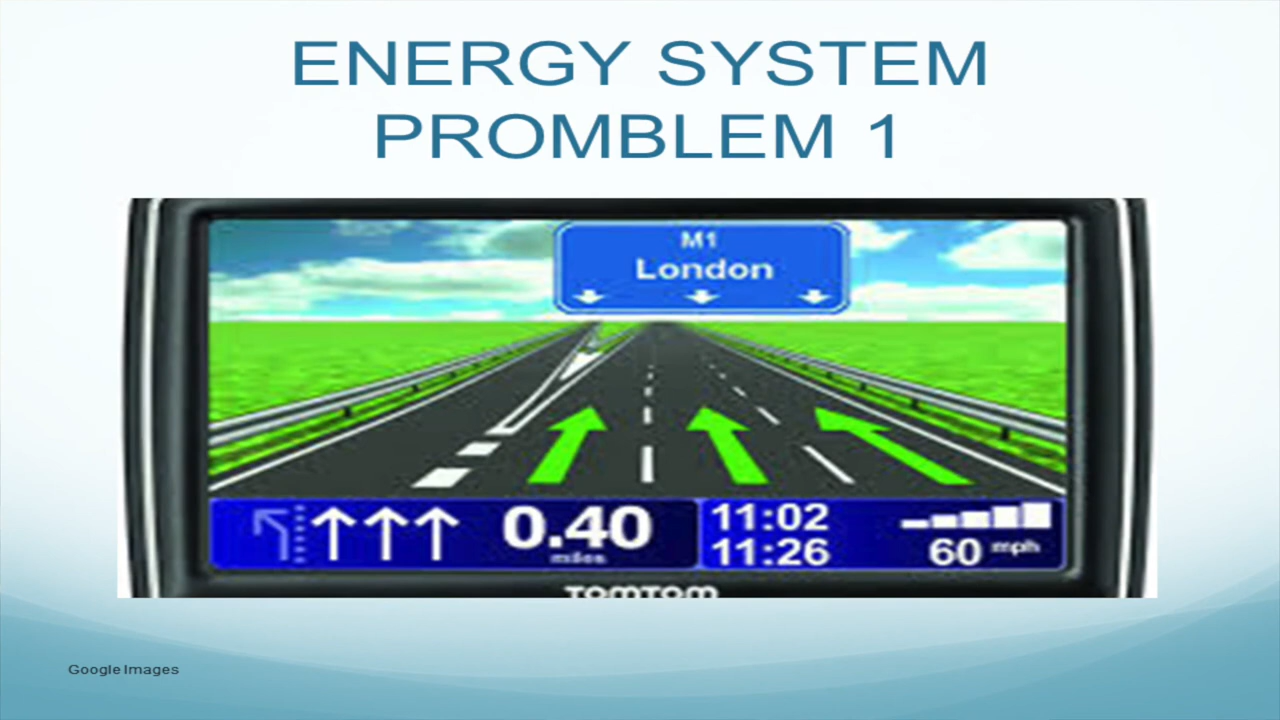 ENERGY SYSTEM
PROMBLEM 1
M1
London
0.40
miles
11:02
11:26
60 mph
TOMTOM
Google Images